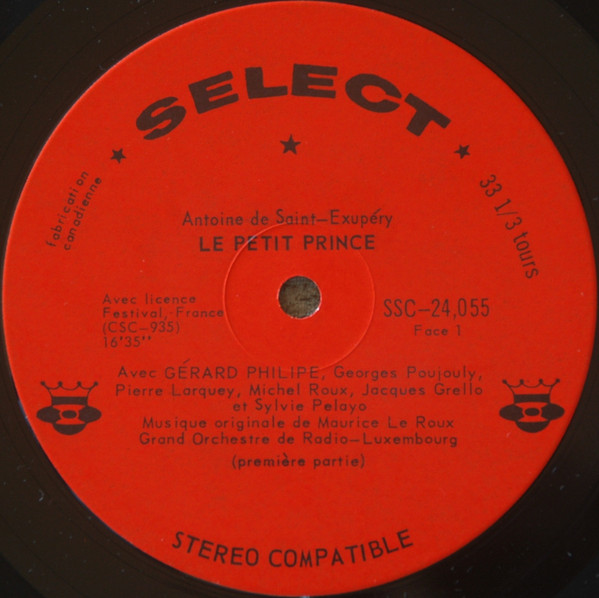 SELECT
fabrication
canadienne
33 1/3 tours
Antoine de Saint-Exupéry
LE PETIT PRINCE
Avec licence
Festival,-France
(CSC-935)
16'35''
SSC-24,055
Face 1
Avec GÉRARD PHILIPE, Georges Poujouly,
Pierre Larquey, Michel Roux, Jacques Grello
et Sylvie Pelayo
Musique originale de Maurice Le Roux
Grand Orchestre de Radio-Luxembourg
(première partie)
STEREO COMPATIBLE